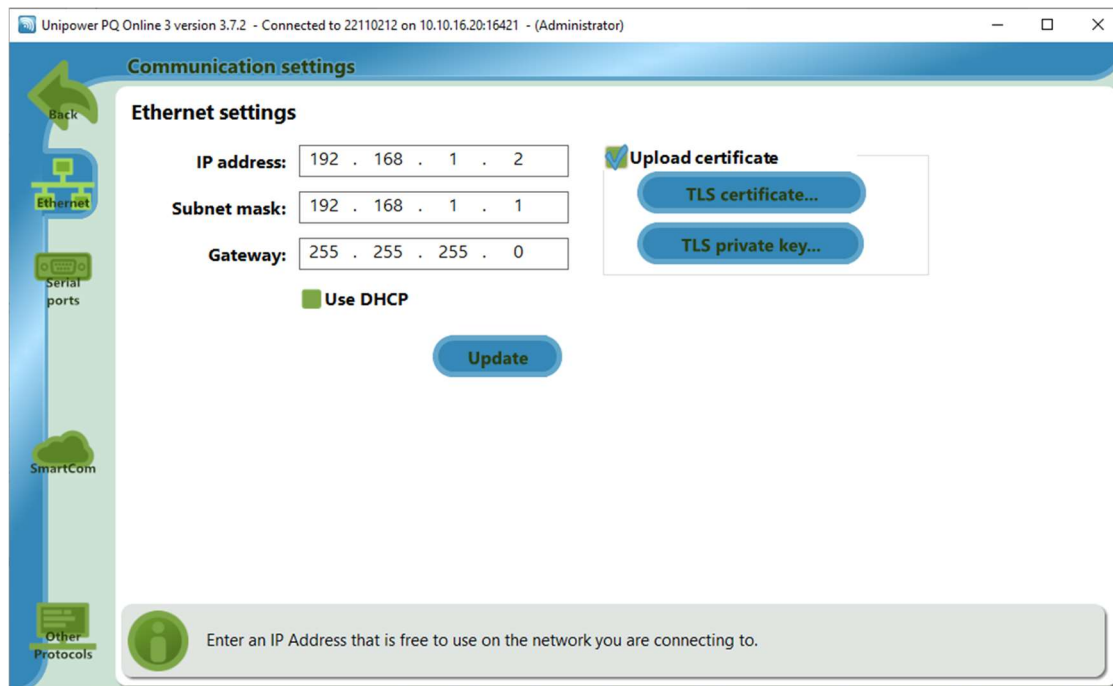 Unipower PQ Online 3 version 3.7.2 - Connected to 22110212 on 10.10.16.20:16421 - (Administrator)
Communication settings
Back
Ethernet
Serial
ports
SmartCom
Other
Protocols
Ethernet settings
IP address: 192 . 168 . 1 . 2
Subnet mask: 192 . 168 . 1 . 1
Gateway: 255 . 255 . 255 . 0
Use DHCP
Update
Upload certificate
TLS certificate...
TLS private key...
Enter an IP Address that is free to use on the network you are connecting to.